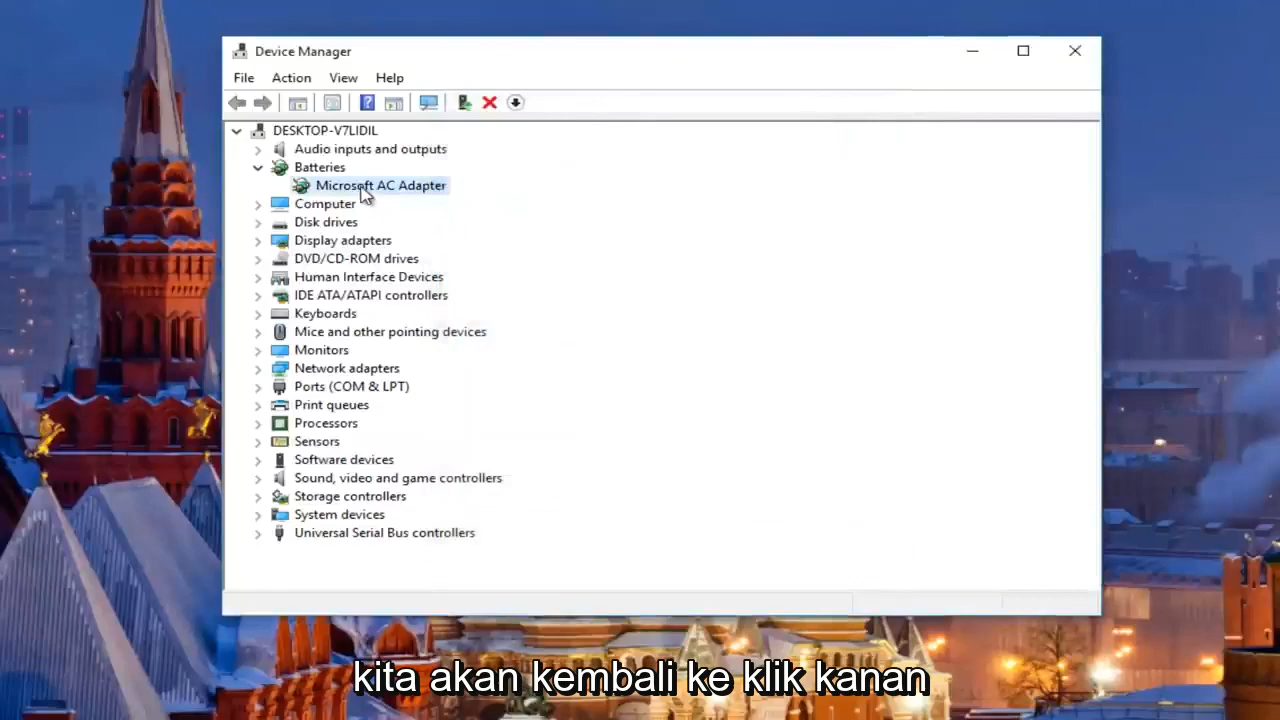 Device Manager
File Action View Help
DESKTOP-V7LIDIL
Audio inputs and outputs
Batteries
Microsoft AC Adapter
Computer
Disk drives
Display adapters
DVD/CD-ROM drives
Human Interface Devices
IDE ATA/ATAPI controllers
Keyboards
Mice and other pointing devices
Monitors
Network adapters
Ports (COM & LPT)
Print queues
Processors
Sensors
Software devices
Sound, video and game controllers
Storage controllers
System devices
Universal Serial Bus controllers
kita akan kembali ke klik kanan